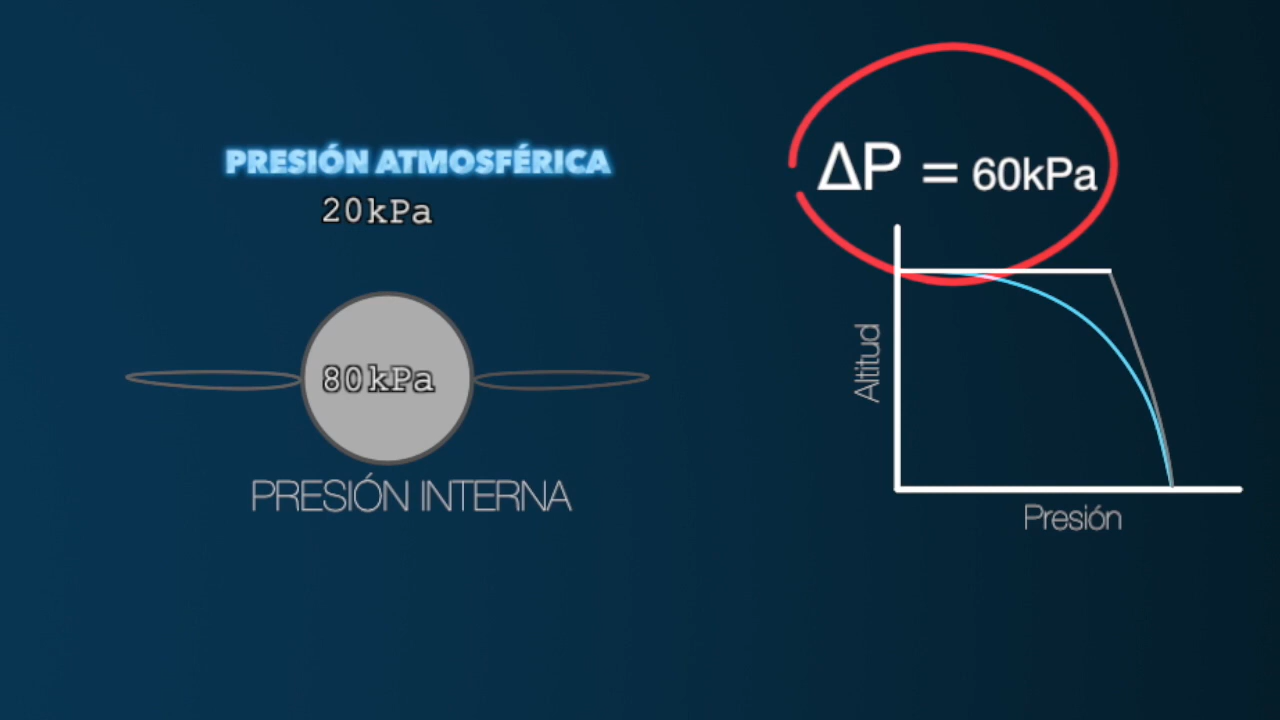 PRESIÓN ATMOSFÉRICA
20kPa
80kPa
PRESIÓN INTERNA
ΔP = 60kPa
Altitud
Presión